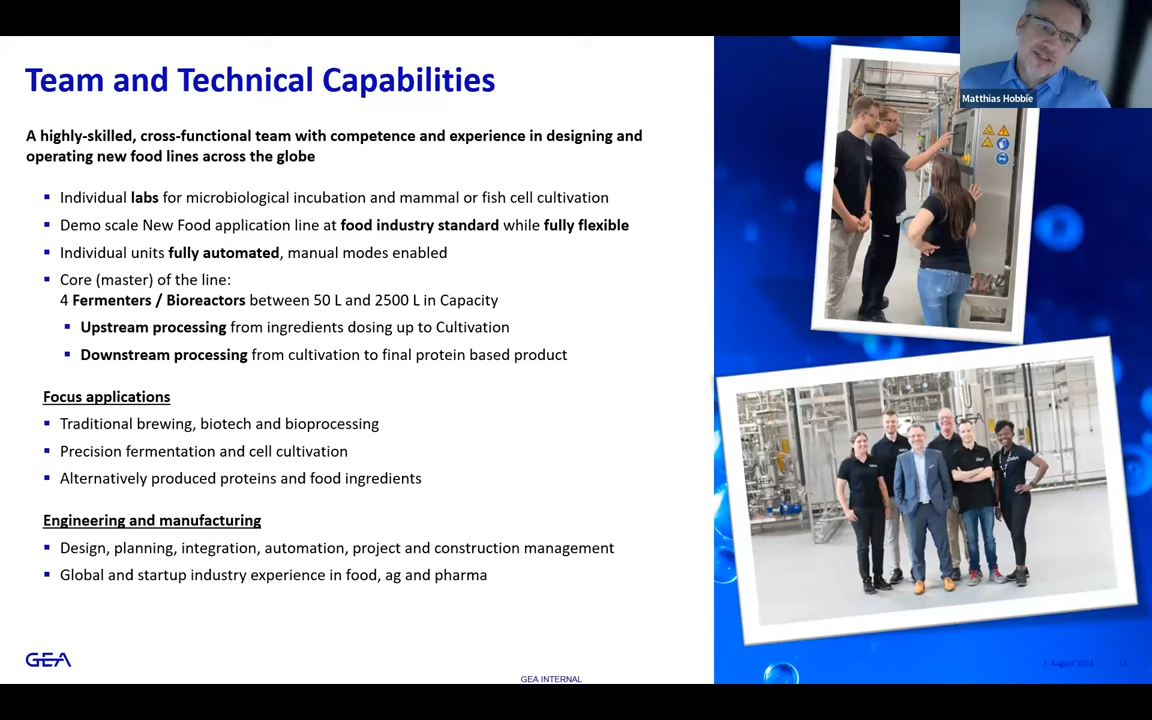 Team and Technical Capabilities
Matthias Hobbie
A highly-skilled, cross-functional team with competence and experience in designing and
operating new food lines across the globe
▪ Individual labs for microbiological incubation and mammal or fish cell cultivation
▪ Demo scale New Food application line at food industry standard while fully flexible
▪ Individual units fully automated, manual modes enabled
▪ Core (master) of the line:
4 Fermenters / Bioreactors between 50 L and 2500 L in Capacity
▪ Upstream processing from ingredients dosing up to Cultivation
▪ Downstream processing from cultivation to final protein based product
Focus applications
▪ Traditional brewing, biotech and bioprocessing
▪ Precision fermentation and cell cultivation
▪ Alternatively produced proteins and food ingredients
Engineering and manufacturing
▪ Design, planning, integration, automation, project and construction management
▪ Global and startup industry experience in food, ag and pharma
GEA
GEA INTERNAL